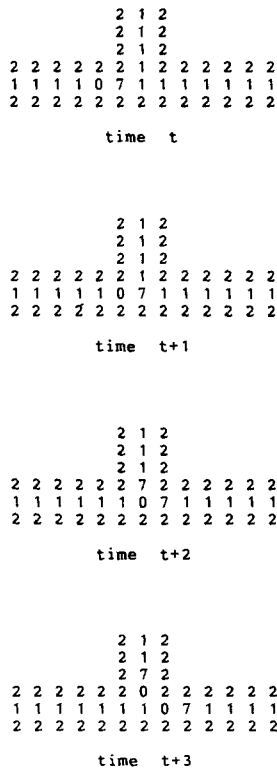 2 1 2
2 1 2
2 1 2
2 2 2 2 2 2 1 2 2 2 2 2 2
1 1 1 1 0 7 1 1 1 1 1 1 1
2 2 2 2 2 2 2 2 2 2 2 2 2
time t
2 1 2
2 1 2
2 1 2
2 2 2 2 2 2 1 2 2 2 2 2 2
1 1 1 1 1 0 7 1 1 1 1 1 1
2 2 2 2 2 2 2 2 2 2 2 2 2
time t+1
2 1 2
2 1 2
2 1 2
2 2 2 2 2 2 7 2 2 2 2 2 2
1 1 1 1 1 1 0 7 1 1 1 1 1
2 2 2 2 2 2 2 2 2 2 2 2 2
time t+2
2 1 2
2 1 2
2 7 2
2 2 2 2 2 2 0 2 2 2 2 2 2
1 1 1 1 1 1 1 0 7 1 1 1 1
2 2 2 2 2 2 2 2 2 2 2 2 2
time t+3